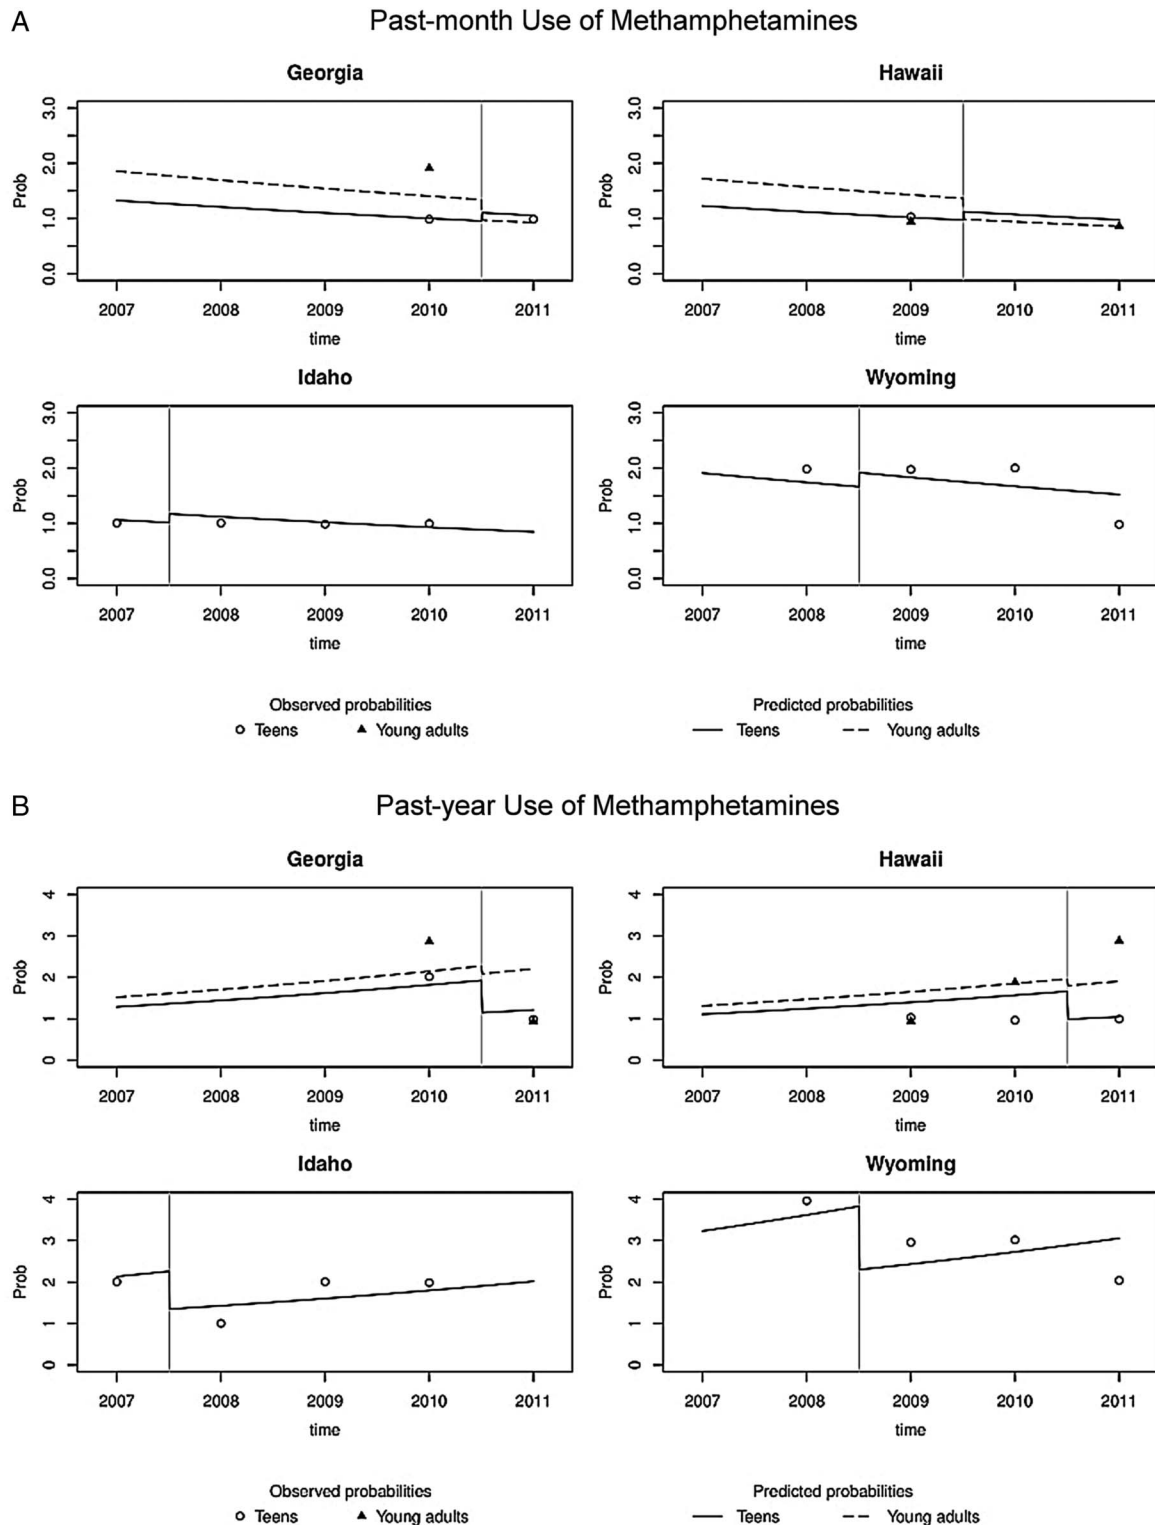 A
Past-month Use of Methamphetamines
Georgia
Hawaii
Prob
3.0
2.0
1.0
0.0
2007 2008 2009 2010 2011
time
Prob
3.0
2.0
1.0
0.0
2007 2008 2009 2010 2011
time
Idaho
Wyoming
Prob
3.0
2.0
1.0
0.0
2007 2008 2009 2010 2011
time
Prob
3.0
2.0
1.0
0.0
2007 2008 2009 2010 2011
time
Observed probabilities
Teens Young adults
Predicted probabilities
Teens Young adults
B
Past-year Use of Methamphetamines
Georgia
Hawaii
Prob
4
3
2
1
0
2007 2008 2009 2010 2011
time
Prob
4
3
2
1
0
2007 2008 2009 2010 2011
time
Idaho
Wyoming
Prob
4
3
2
1
0
2007 2008 2009 2010 2011
time
Prob
4
3
2
1
0
2007 2008 2009 2010 2011
time
Observed probabilities
Teens Young adults
Predicted probabilities
Teens Young adults